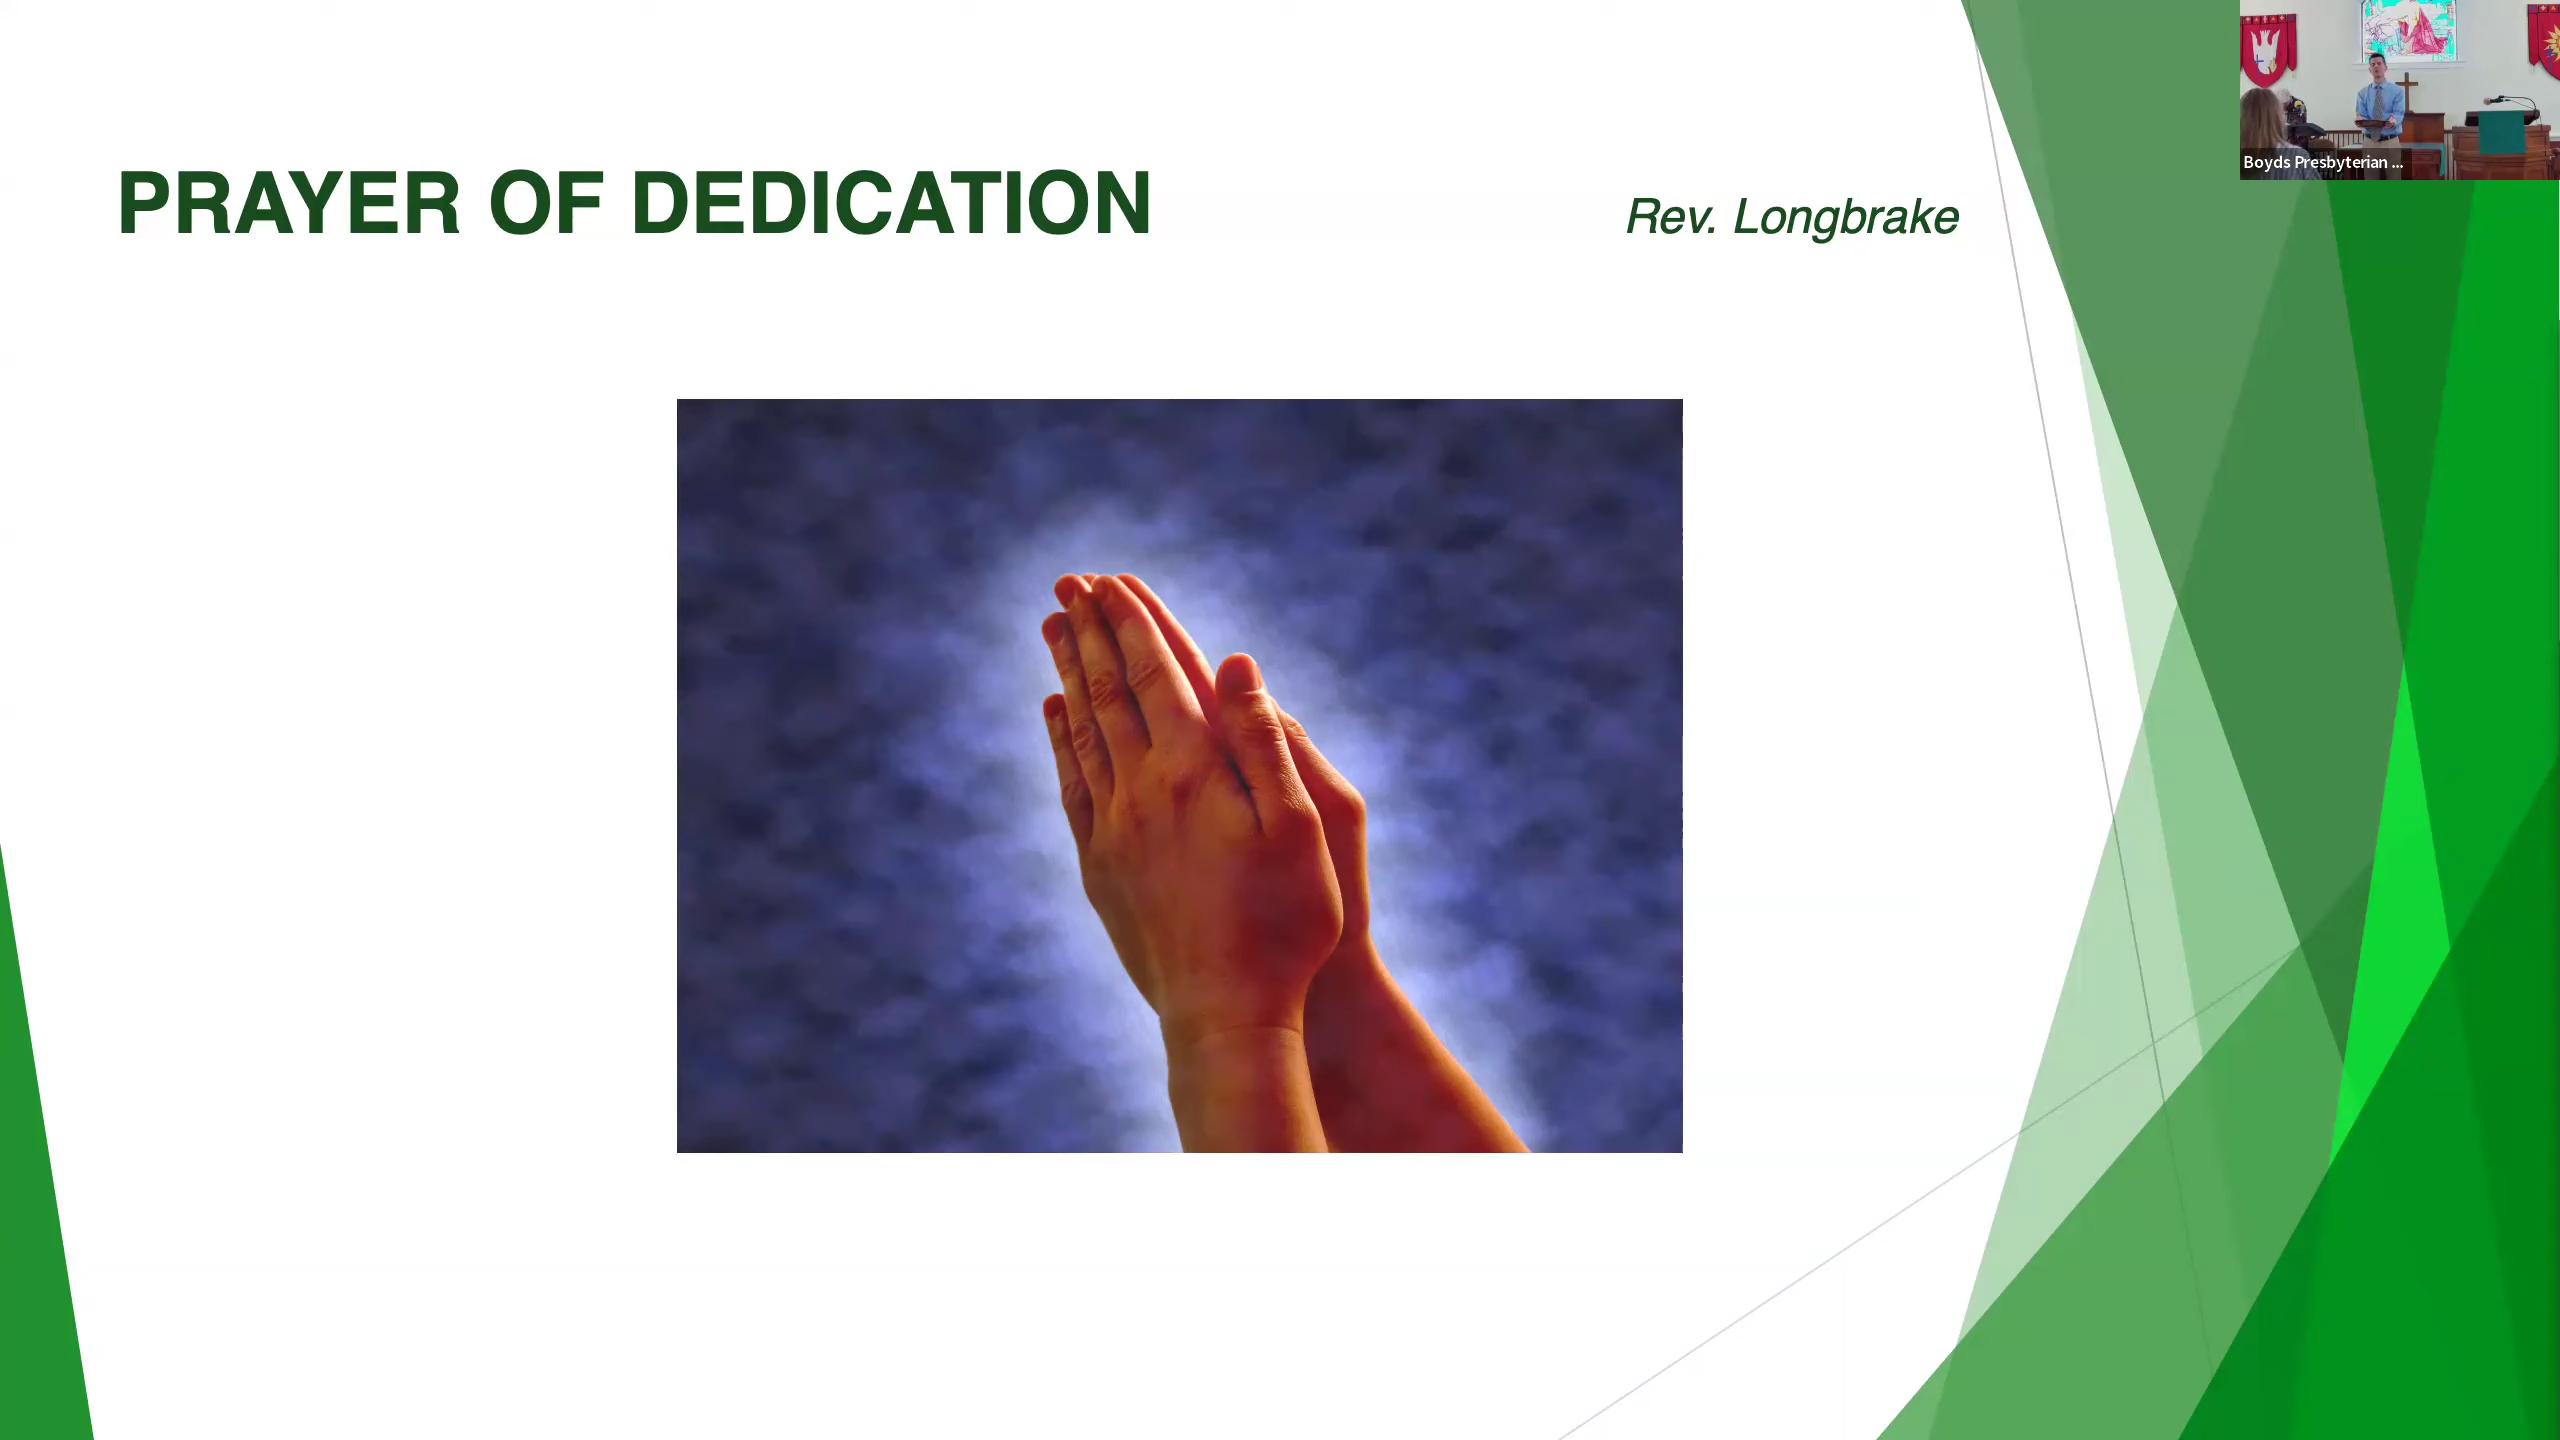 PRAYER OF DEDICATION
Rev. Longbrake
Boyds Presbyterian ...